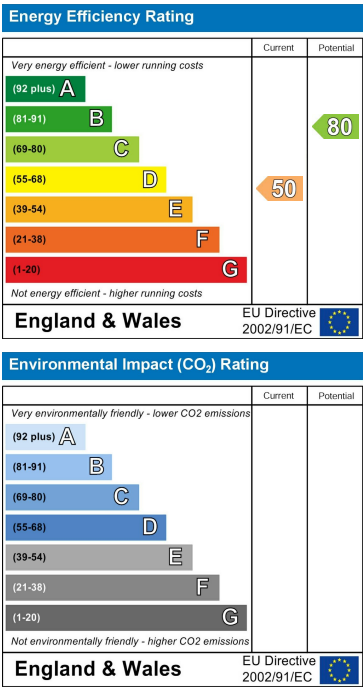 Energy Efficiency Rating
Current Potential
Very energy efficient - lower running costs
(92 plus) A
(81-91) B
(69-80) C
(55-68) D
(39-54) E
(21-38) F
(1-20) G
80
50
Not energy efficient - higher running costs
England & Wales
EU Directive
2002/91/EC
Environmental Impact (CO₂) Rating
Current Potential
Very environmentally friendly - lower CO2 emissions
(92 plus) A
(81-91) B
(69-80) C
(55-68) D
(39-54) E
(21-38) F
(1-20) G
Not environmentally friendly - higher CO2 emissions
England & Wales
EU Directive
2002/91/EC